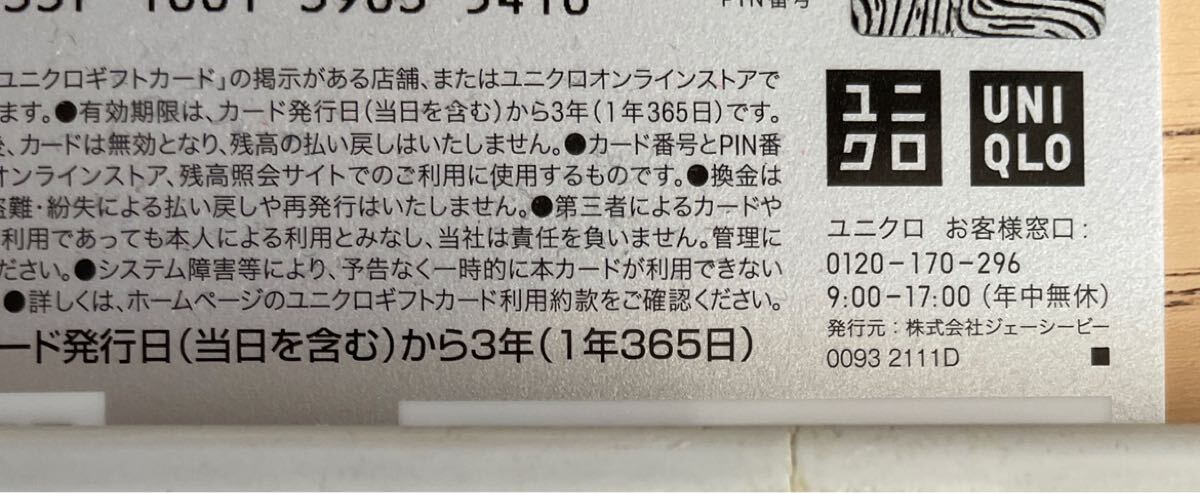 PIN番号
ユニクロギフトカード」の掲示がある店舗、またはユニクロオンラインストアで
ます。●有効期限は、カード発行日(当日を含む)から3年(1年365日)です。
、カードは無効となり、残高の払い戻しはいたしません。●カード番号とPIN番
オンラインストア、残高照会サイトでのご利用に使用するものです。●換金は
盗難・紛失による払い戻しや再発行はいたしません。●第三者によるカードや
利用であっても本人による利用とみなし、当社は責任を負いません。管理に
ださい。●システム障害等により、予告なく一時的に本カードが利用できない
●詳しくは、ホームページのユニクロギフトカード利用約款をご確認ください。
ード発行日(当日を含む)から3年(1年365日)
ユニ
クロ
UNI
QLO
ユニクロ お客様窓口:
0120-170-296
9:00-17:00 (年中無休)
発行元:株式会社ジェーシービー
0093 2111D ■